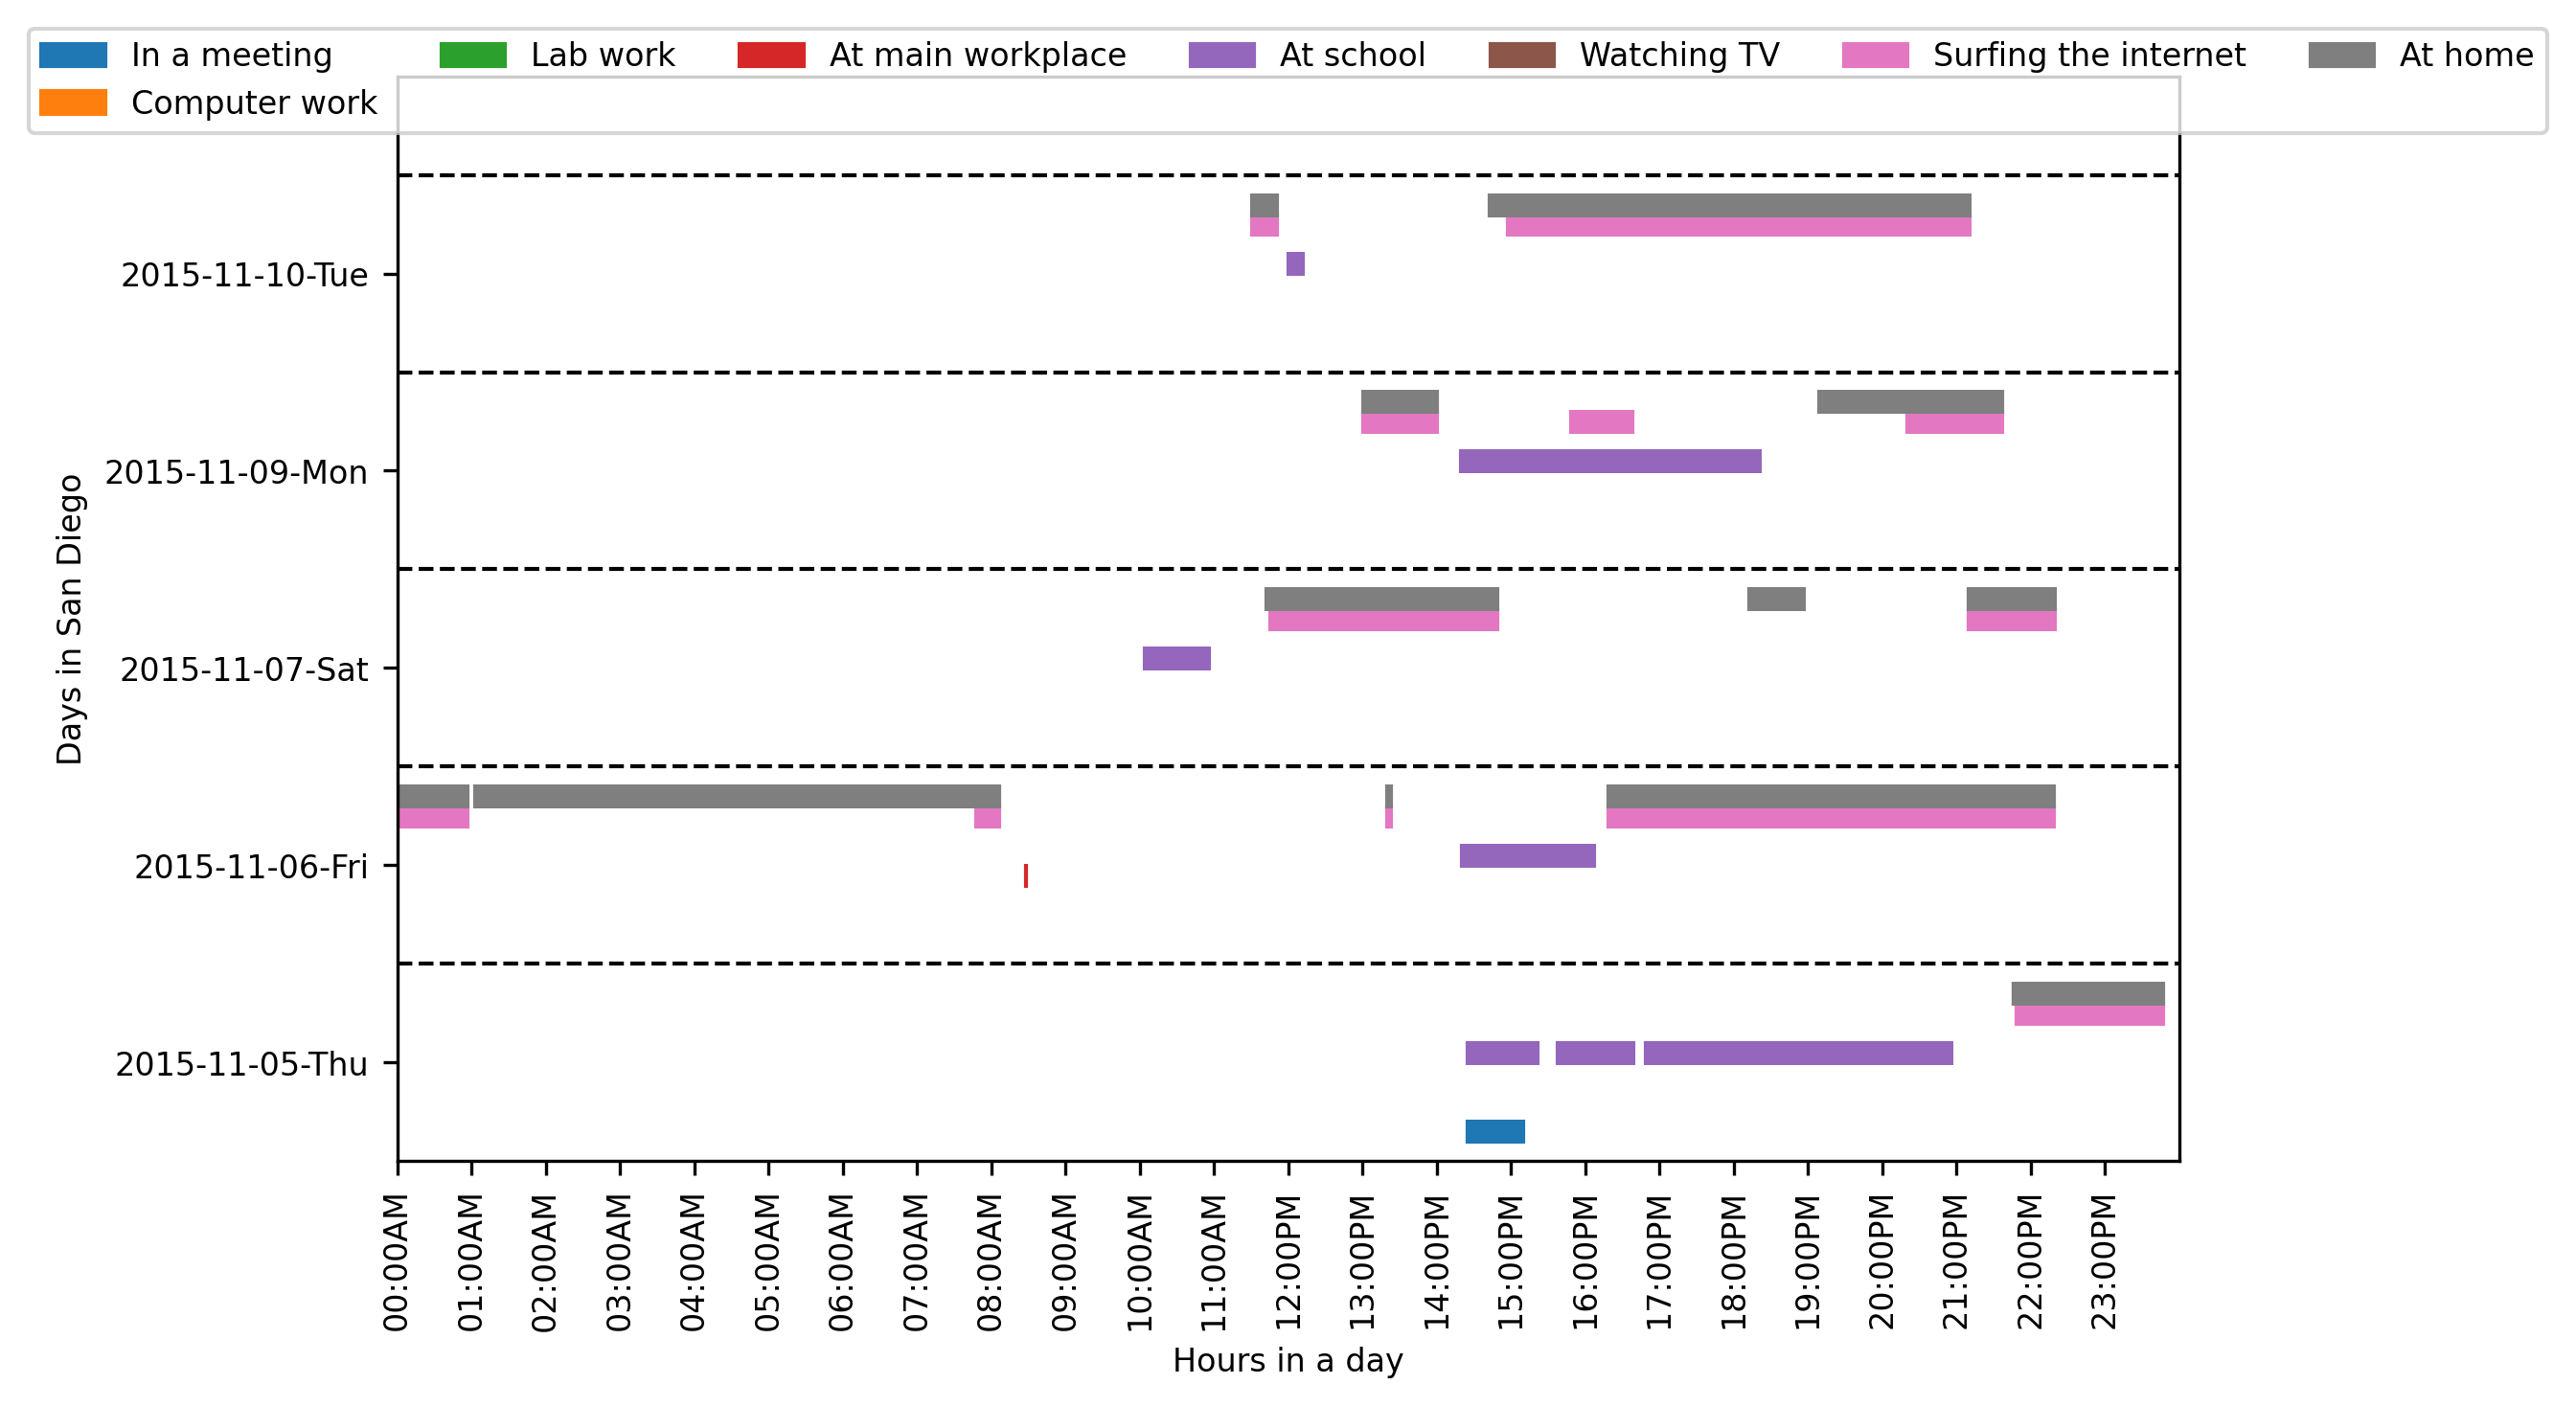 In a meeting Lab work At main workplace At school Watching TV Surfing the internet At home
Computer work
2015-11-10-Tue
2015-11-09-Mon
2015-11-07-Sat
2015-11-06-Fri
2015-11-05-Thu
Days in San Diego
00:00AM
01:00AM
02:00AM
03:00AM
04:00AM
05:00AM
06:00AM
07:00AM
08:00AM
09:00AM
10:00AM
11:00AM
12:00PM
13:00PM
14:00PM
15:00PM
16:00PM
17:00PM
18:00PM
19:00PM
20:00PM
21:00PM
22:00PM
23:00PM
Hours in a day